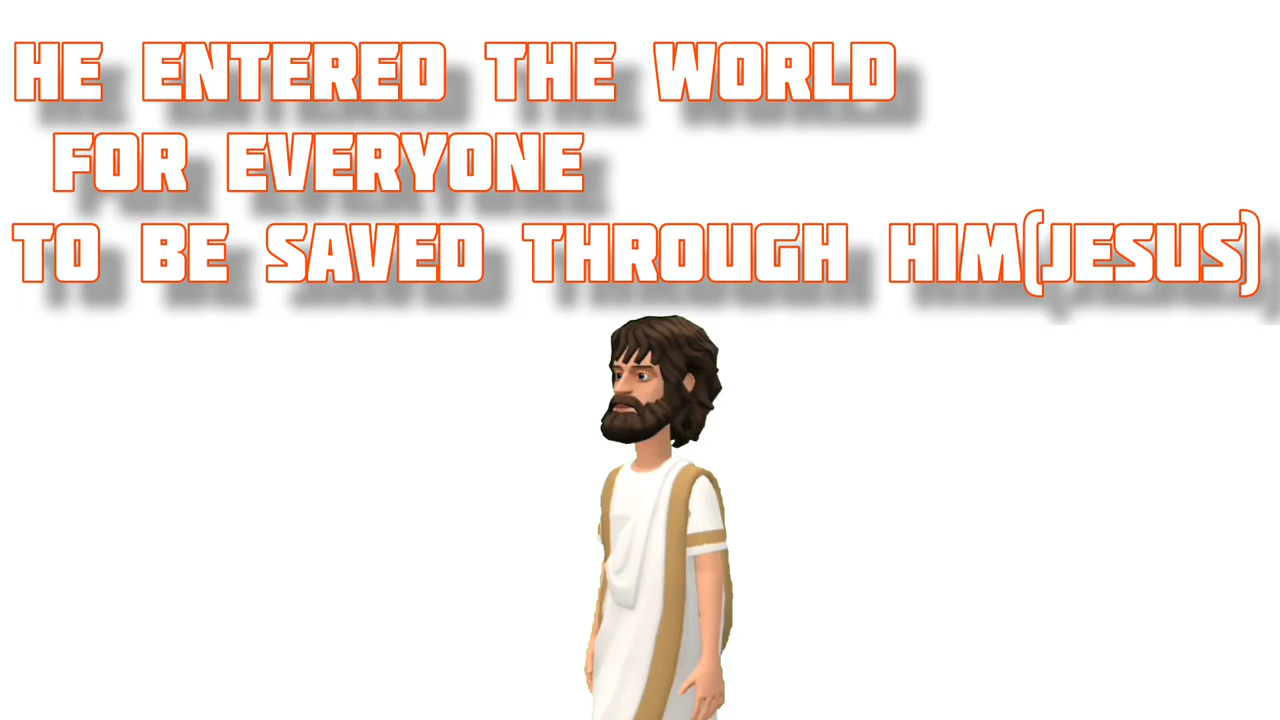 HE ENTERED THE WORLD
FOR EVERYONE
TO BE SAVED THROUGH HIM(JESUS)